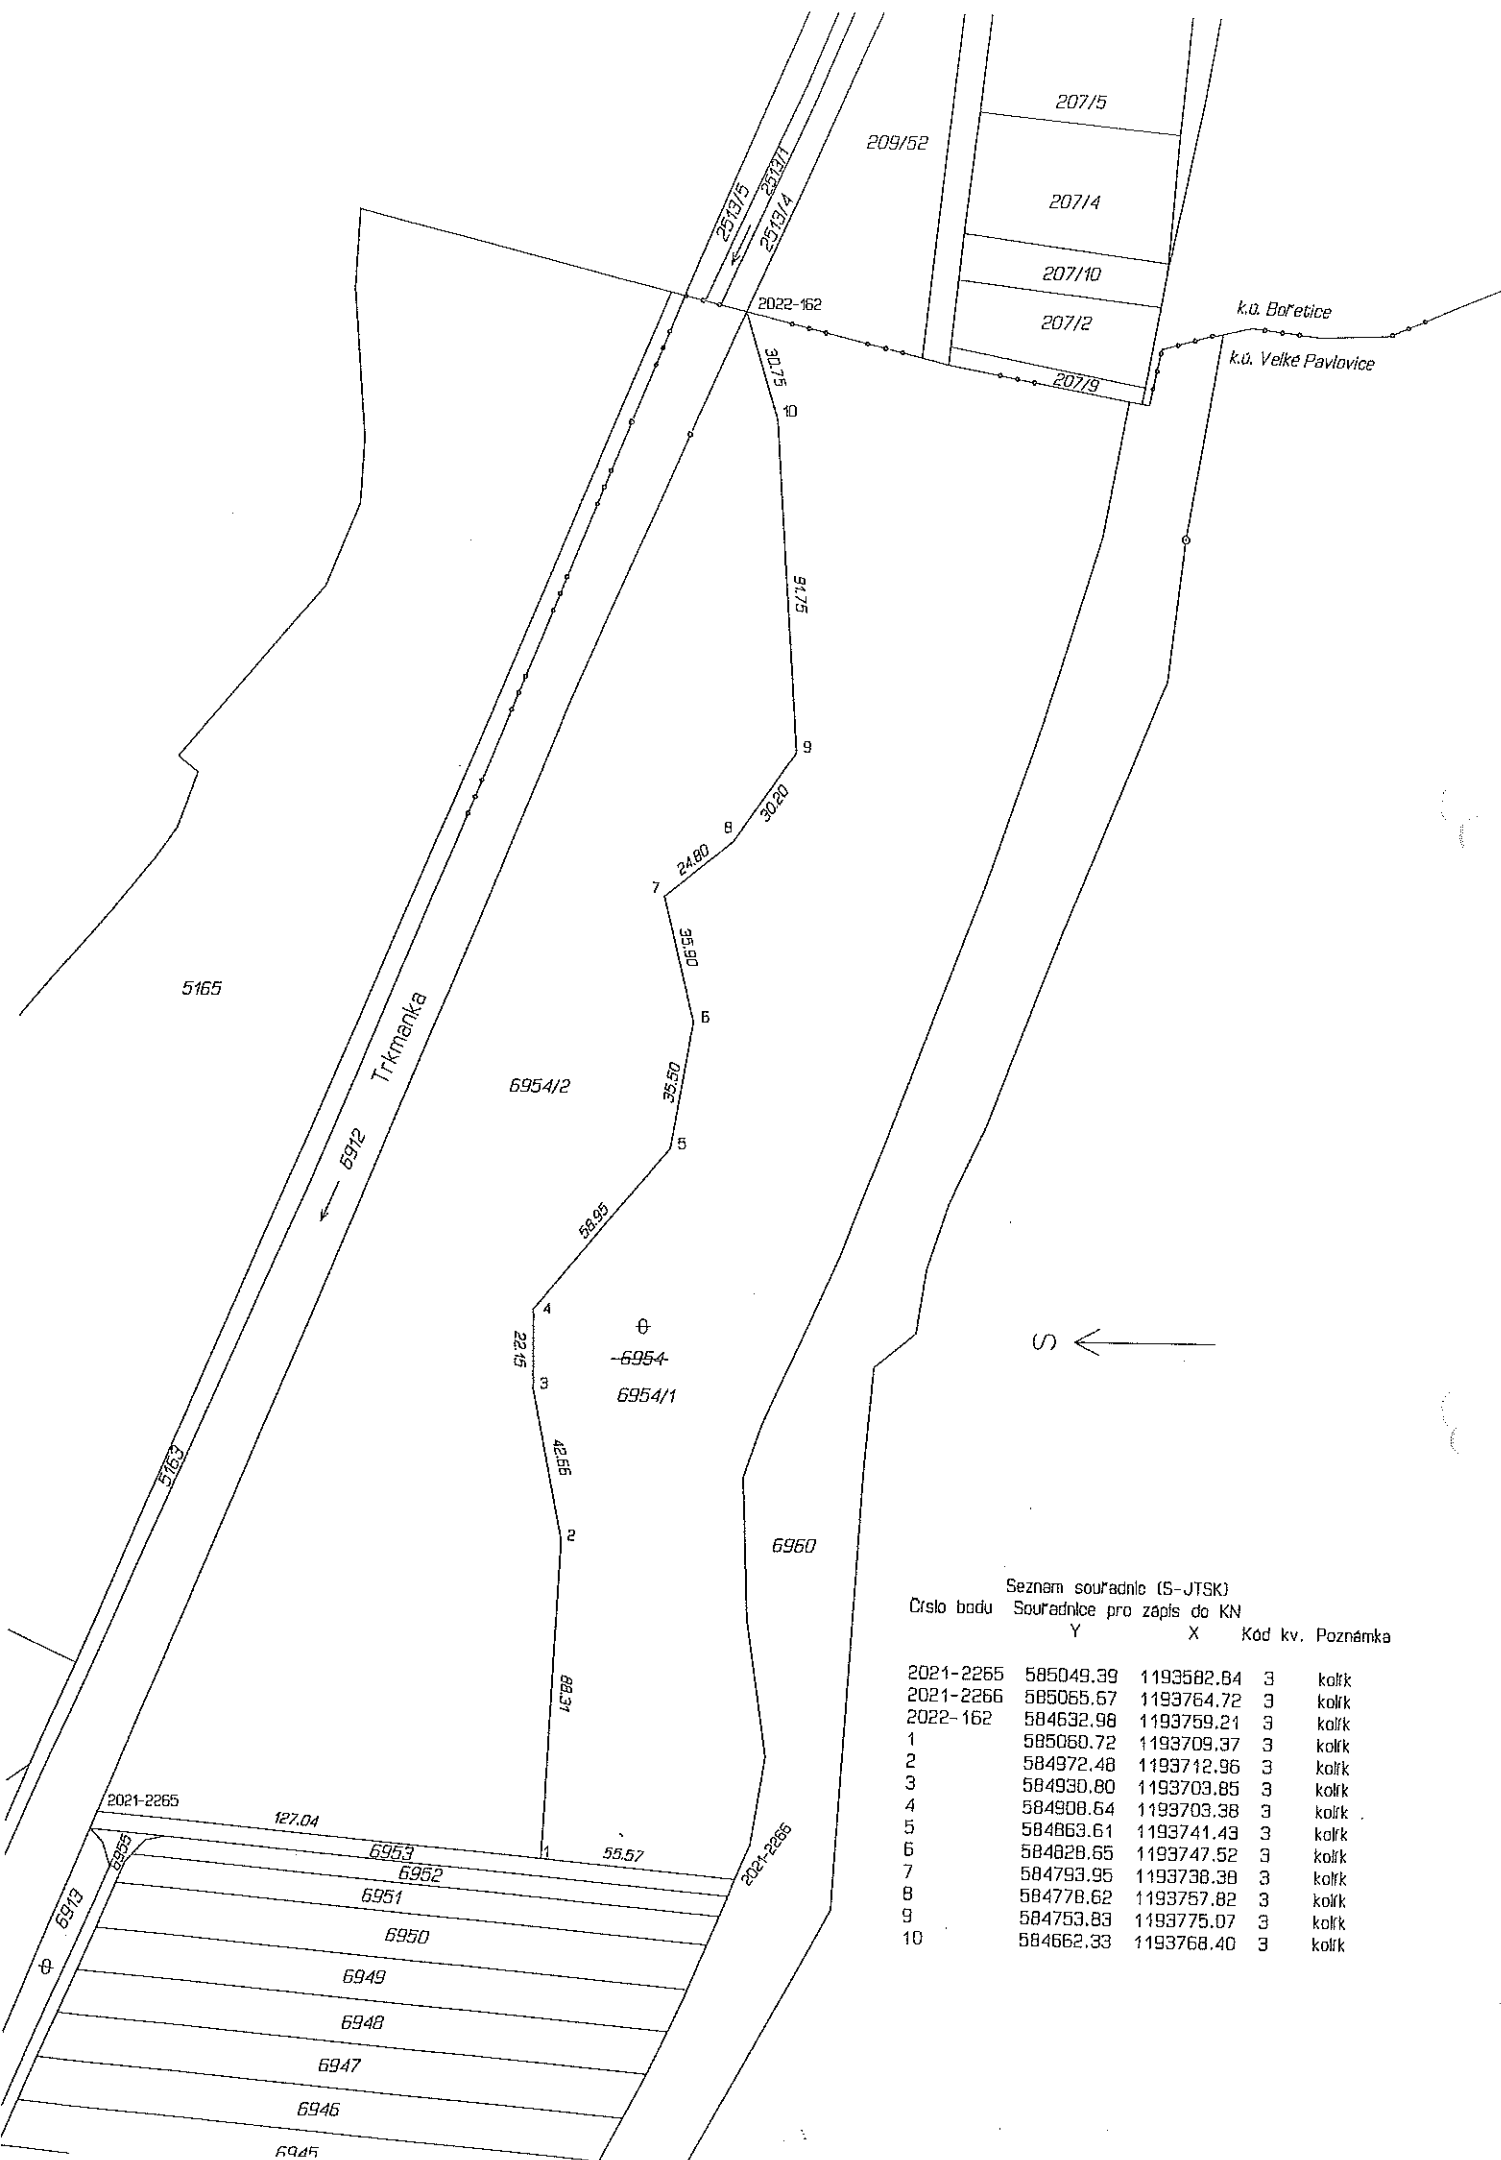 207/5
209/52
2513/5
2513/1
2513/4
207/4
207/10
2022-162
207/2
k.ú. Bořetice
k.ú. Velké Pavlovice
207/9
30.75
10
91.75
9
30.20
8
24.80
7
35.90
5165
6
Trkmanka
6954/2
35.50
6912
5
58.95
4
22.15
6954
S
3
6954/1
42.66
5163
2
6960
88.31
Seznam souřadnic (S-JTSK)
Číslo bodu Souřadnice pro zápis do KN
Y X Kód kv. Poznámka
2021-2265 585049.39 1193582.84 3 kolík
2021-2266 585065.67 1193764.72 3 kolík
2022-162 584632.98 1193759.21 3 kolík
1 585060.72 1193709.37 3 kolík
2 584972.48 1193712.96 3 kolík
3 584930.80 1193703.85 3 kolík
4 584908.64 1193703.38 3 kolík
5 584863.61 1193741.43 3 kolík
6 584828.65 1193747.52 3 kolík
7 584793.95 1193738.39 3 kolík
8 584778.62 1193757.82 3 kolík
9 584753.83 1193775.07 3 kolík
10 584662.33 1193768.40 3 kolík
2021-2265
127.04
1
55.57
2021-2266
6955
6953
6952
6951
6913
6950
6949
6948
6947
6946
6945